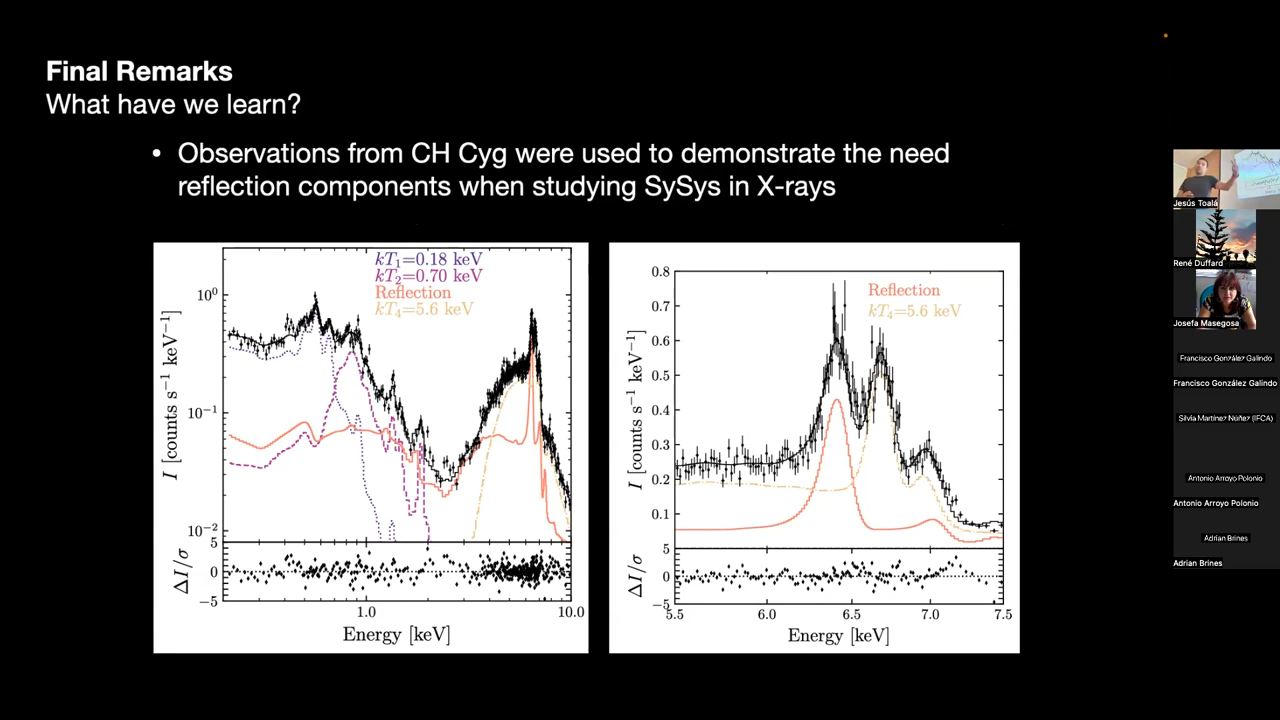 Final Remarks
What have we learn?
• Observations from CH Cyg were used to demonstrate the need
reflection components when studying SySys in X-rays
kT₁=0.18 keV
kT₂=0.70 keV
Reflection
kT₄=5.6 keV
10⁰
10⁻¹
10⁻²
I [counts s⁻¹ keV⁻¹]
5
0
−5
ΔI/σ
1.0
10.0
Energy [keV]
Reflection
kT₄=5.6 keV
0.8
0.7
0.6
0.5
0.4
0.3
0.2
0.1
I [counts s⁻¹ keV⁻¹]
5
0
−5
ΔI/σ
5.5
6.0
6.5
7.0
7.5
Energy [keV]
Jesús Toalá
René Duffard
Josefa Masegosa
Francisco González Galindo
Francisco González Galindo
Silvia Martínez Núñez (IFCA)
Antonio Arroyo Polonio
Antonio Arroyo Polonio
Adrian Brines
Adrian Brines